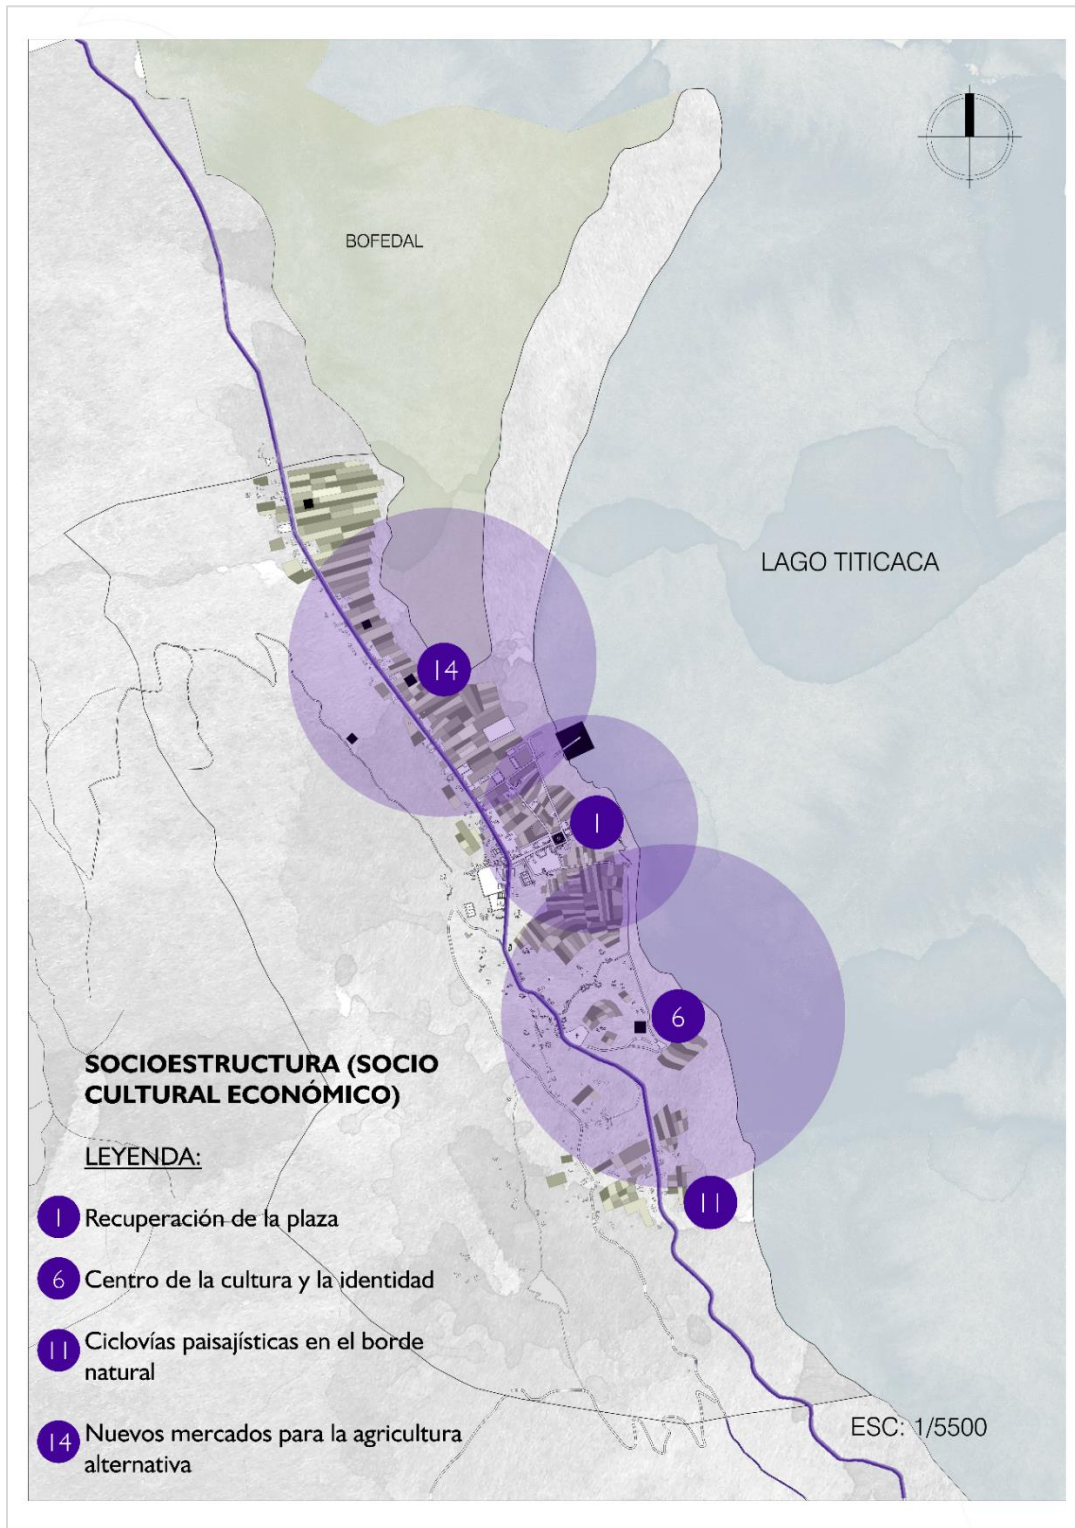 BOFEDAL
LAGO TITICACA
14
1
6
11
SOCIOESTRUCTURA (SOCIO
CULTURAL ECONÓMICO)
LEYENDA:
1 Recuperación de la plaza
6 Centro de la cultura y la identidad
11 Ciclovías paisajísticas en el borde
natural
14 Nuevos mercados para la agricultura
alternativa
ESC: 1/5500